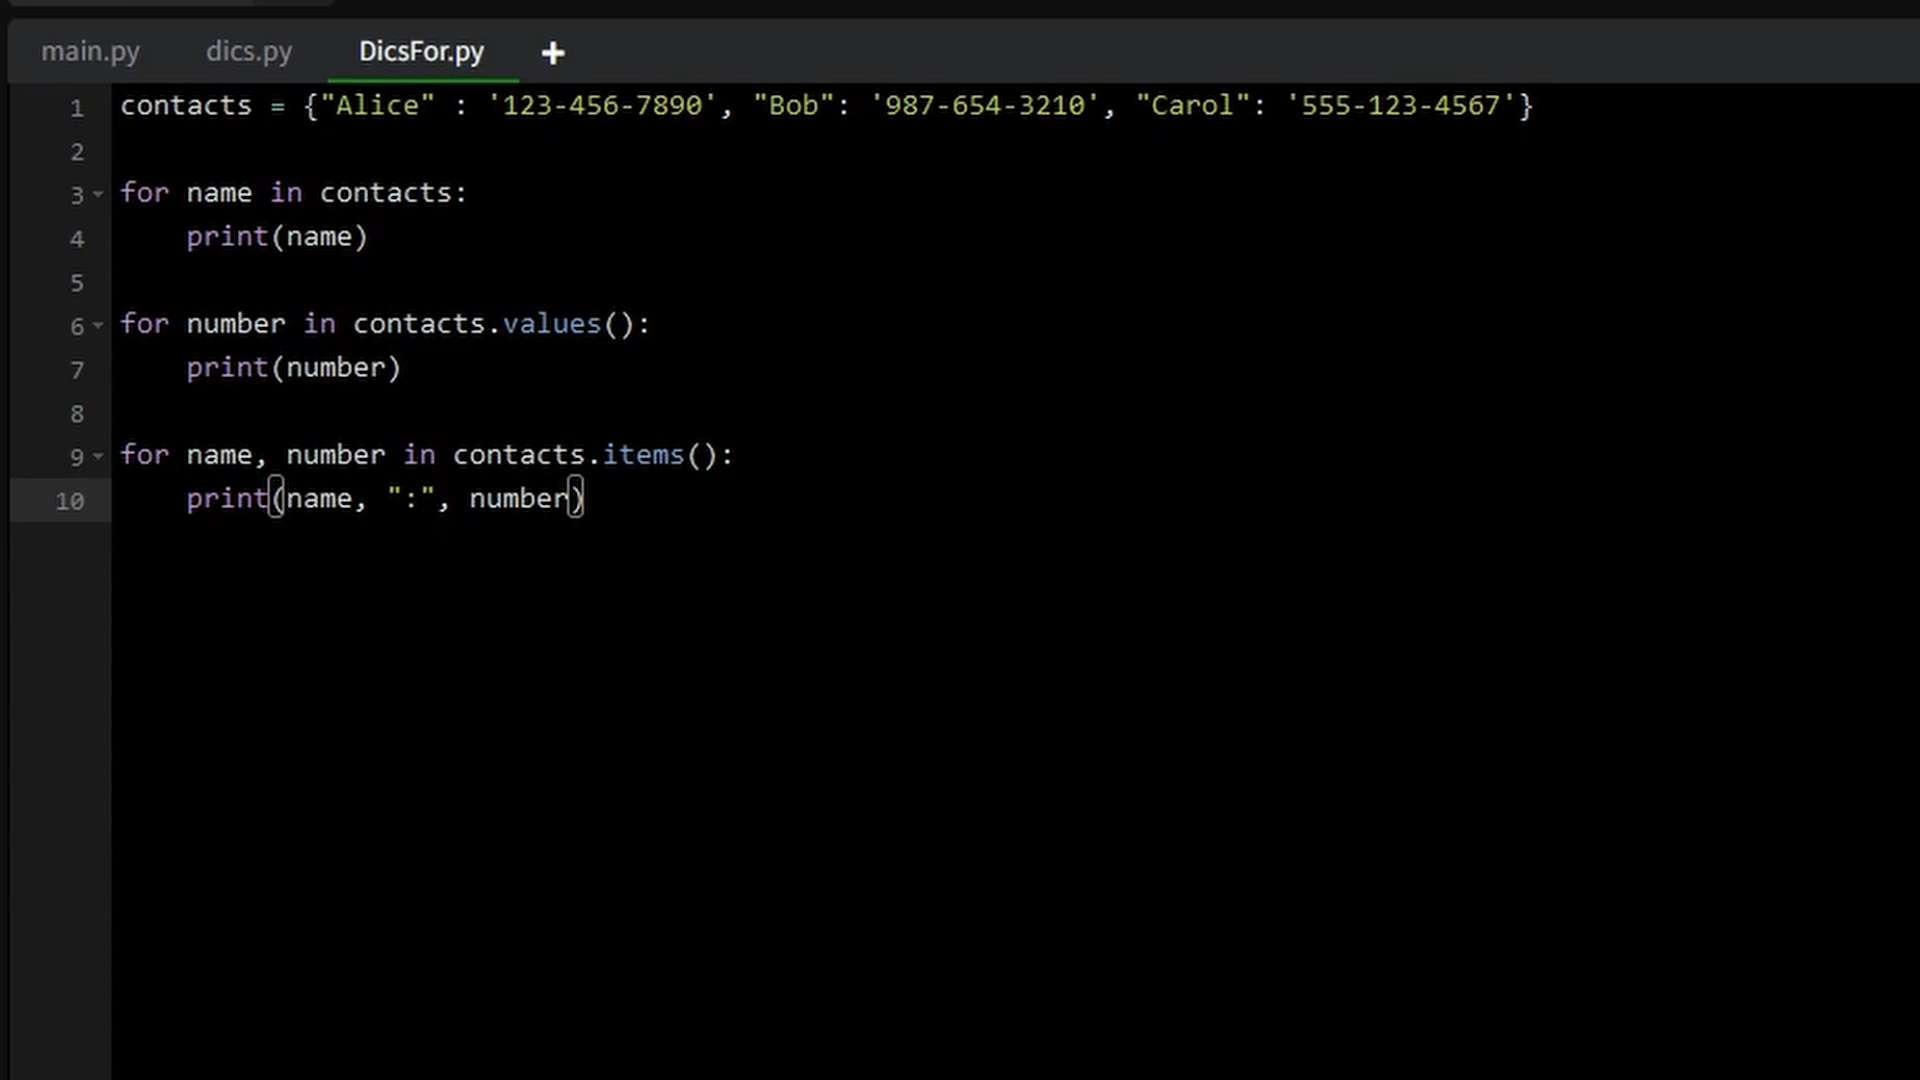 main.py dics.py DicsFor.py +
1 contacts = {"Alice" : '123-456-7890', "Bob": '987-654-3210', "Carol": '555-123-4567'}
2
3 for name in contacts:
4     print(name)
5
6 for number in contacts.values():
7     print(number)
8
9 for name, number in contacts.items():
10     print(name, ":", number)